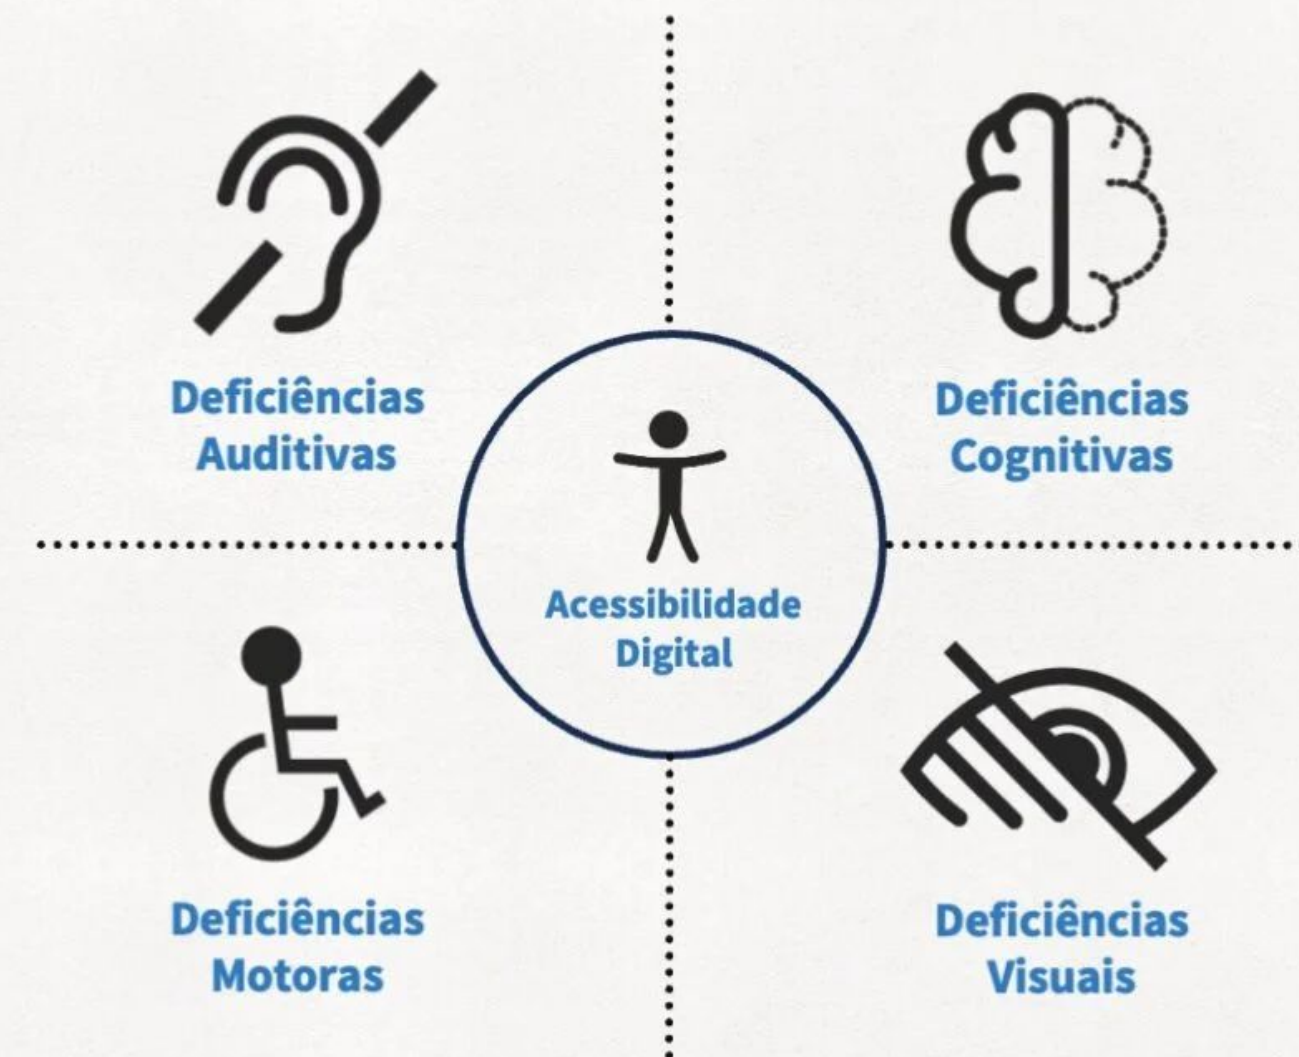 Deficiências
Auditivas
Deficiências
Cognitivas
Acessibilidade
Digital
Deficiências
Motoras
Deficiências
Visuais